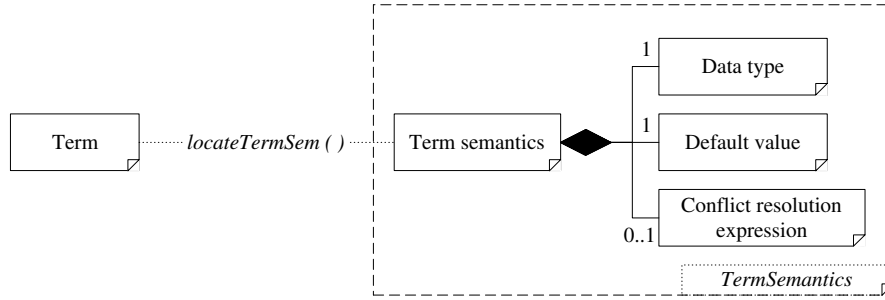 1
Data type
Term
locateTermSem ( )
Term semantics
1
Default value
0..1
Conflict resolution
expression
TermSemantics